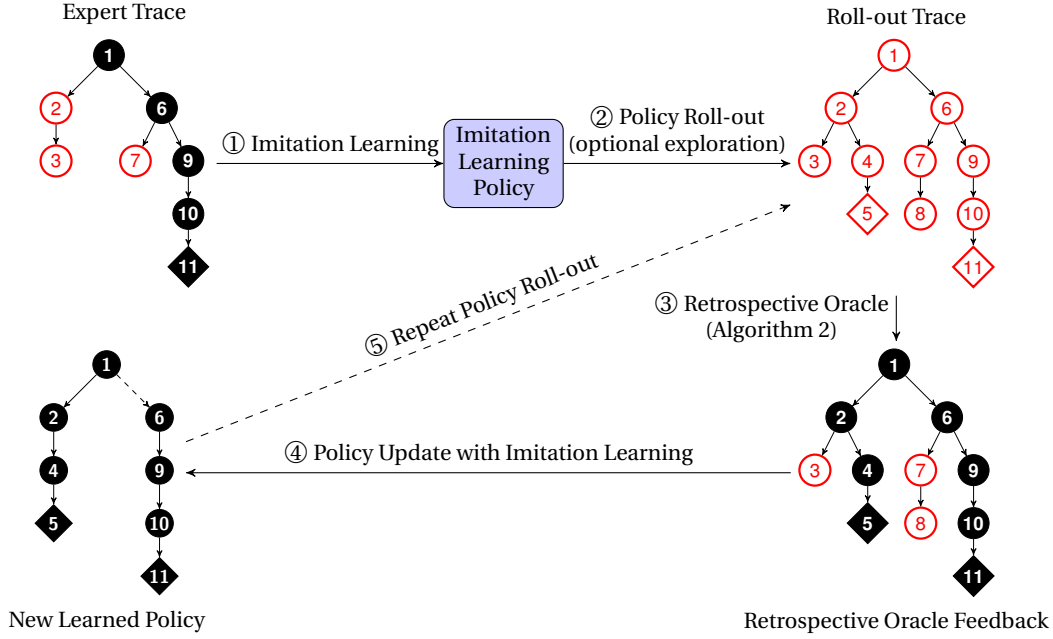 Expert Trace
1
2
6
3
7
9
10
11
① Imitation Learning
Imitation
Learning
Policy
② Policy Roll-out
(optional exploration)
Roll-out Trace
1
2
6
3
4
7
9
5
8
10
11
③ Retrospective Oracle
(Algorithm 2)
1
2
6
3
4
7
9
5
8
10
11
Retrospective Oracle Feedback
④ Policy Update with Imitation Learning
⑤ Repeat Policy Roll-out
1
2
6
4
9
5
10
11
New Learned Policy